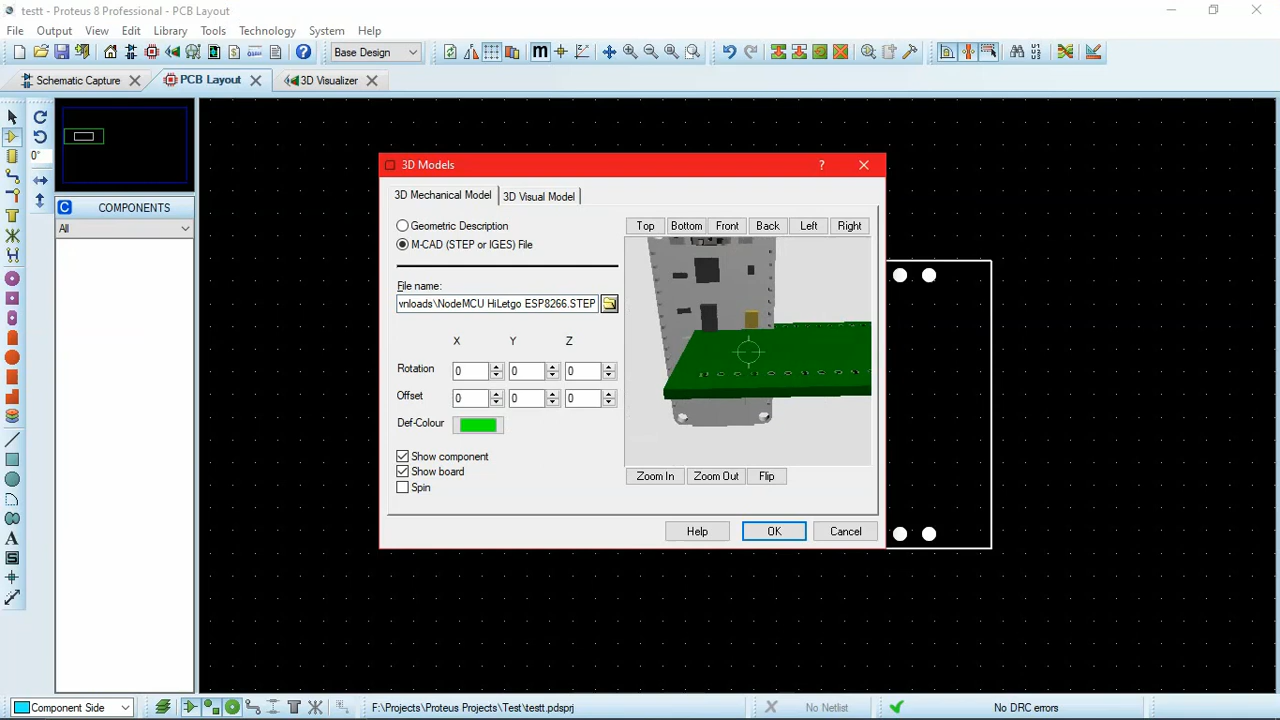 testt - Proteus 8 Professional - PCB Layout
File Output View Edit Library Tools Technology System Help
Base Design
m
Schematic Capture PCB Layout 3D Visualizer
0°
C COMPONENTS
All
3D Models ?
3D Mechanical Model 3D Visual Model
Geometric Description
M-CAD (STEP or IGES) File
Top Bottom Front Back Left Right
File name:
vnloads\NodeMCU HiLetgo ESP8266.STEP
X Y Z
Rotation 0 0 0
Offset 0 0 0
Def-Colour
Show component
Show board
Spin
Zoom In Zoom Out Flip
Help OK Cancel
Component Side
F:\Projects\Proteus Projects\Test\testt.pdsprj
No Netlist
No DRC errors